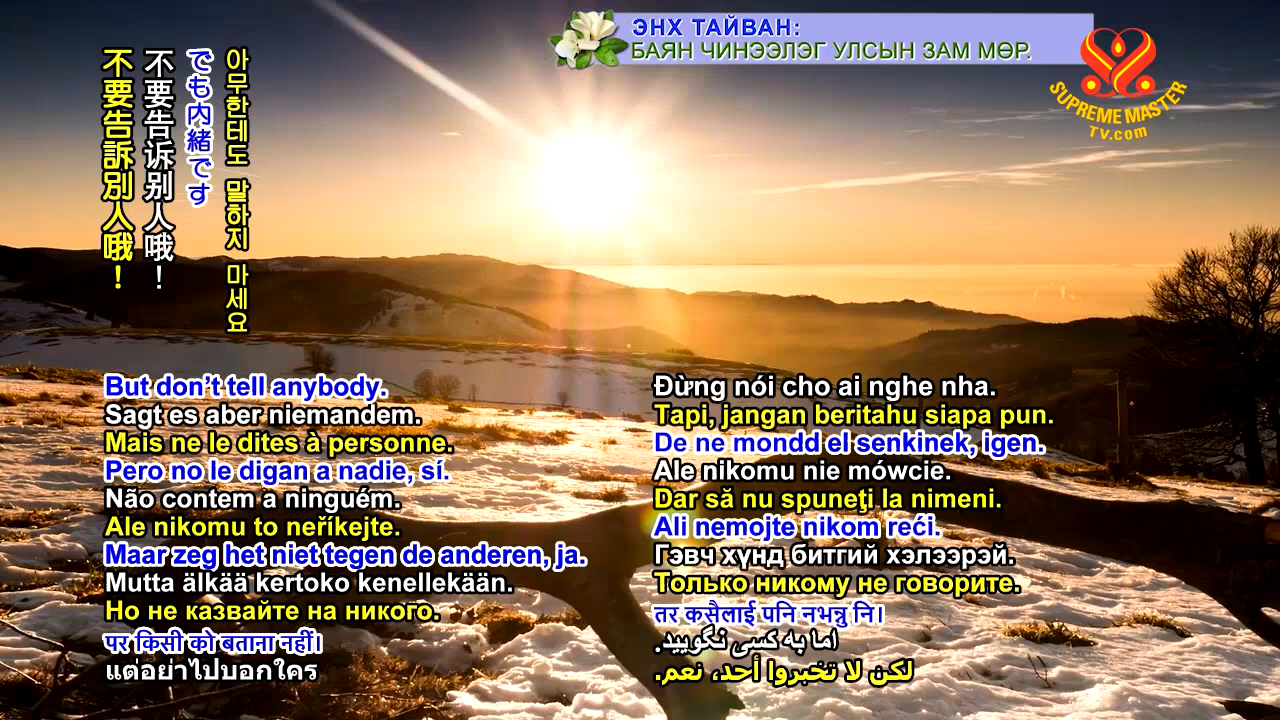 ЭНХ ТАЙВАН:
БАЯН ЧИНЭЭЛЭГ УЛСЫН ЗАМ МӨР.
SUPREME MASTER
TV.com
아무한테도 말하지 마세요
でも内緒です
不要告诉别人哦！
不要告訴別人哦！
But don’t tell anybody.
Sagt es aber niemandem.
Mais ne le dites à personne.
Pero no le digan a nadie, sí.
Não contem a ninguém.
Ale nikomu to neříkejte.
Maar zeg het niet tegen de anderen, ja.
Mutta älkää kertoko kenellekään.
Но не казвайте на никого.
पर किसी को बताना नहीं।
แต่อย่าไปบอกใคร
Đừng nói cho ai nghe nha.
Tapi, jangan beritahu siapa pun.
De ne mondd el senkinek, igen.
Ale nikomu nie mówcie.
Dar să nu spuneţi la nimeni.
Ali nemojte nikom reći.
Гэвч хүнд битгий хэлээрэй.
Только никому не говорите.
तर कसैलाई पनि नभन्नु नि।
اما به کسی نگویید.
لكن لا تخبروا أحد، نعم.